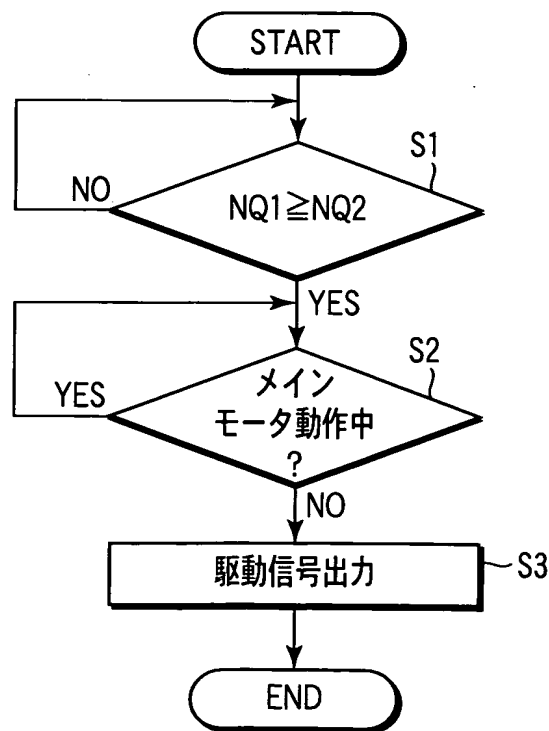 START
S1
NO
NQ1≧NQ2
YES
S2
YES
メイン
モータ動作中
?
NO
駆動信号出力
S3
END